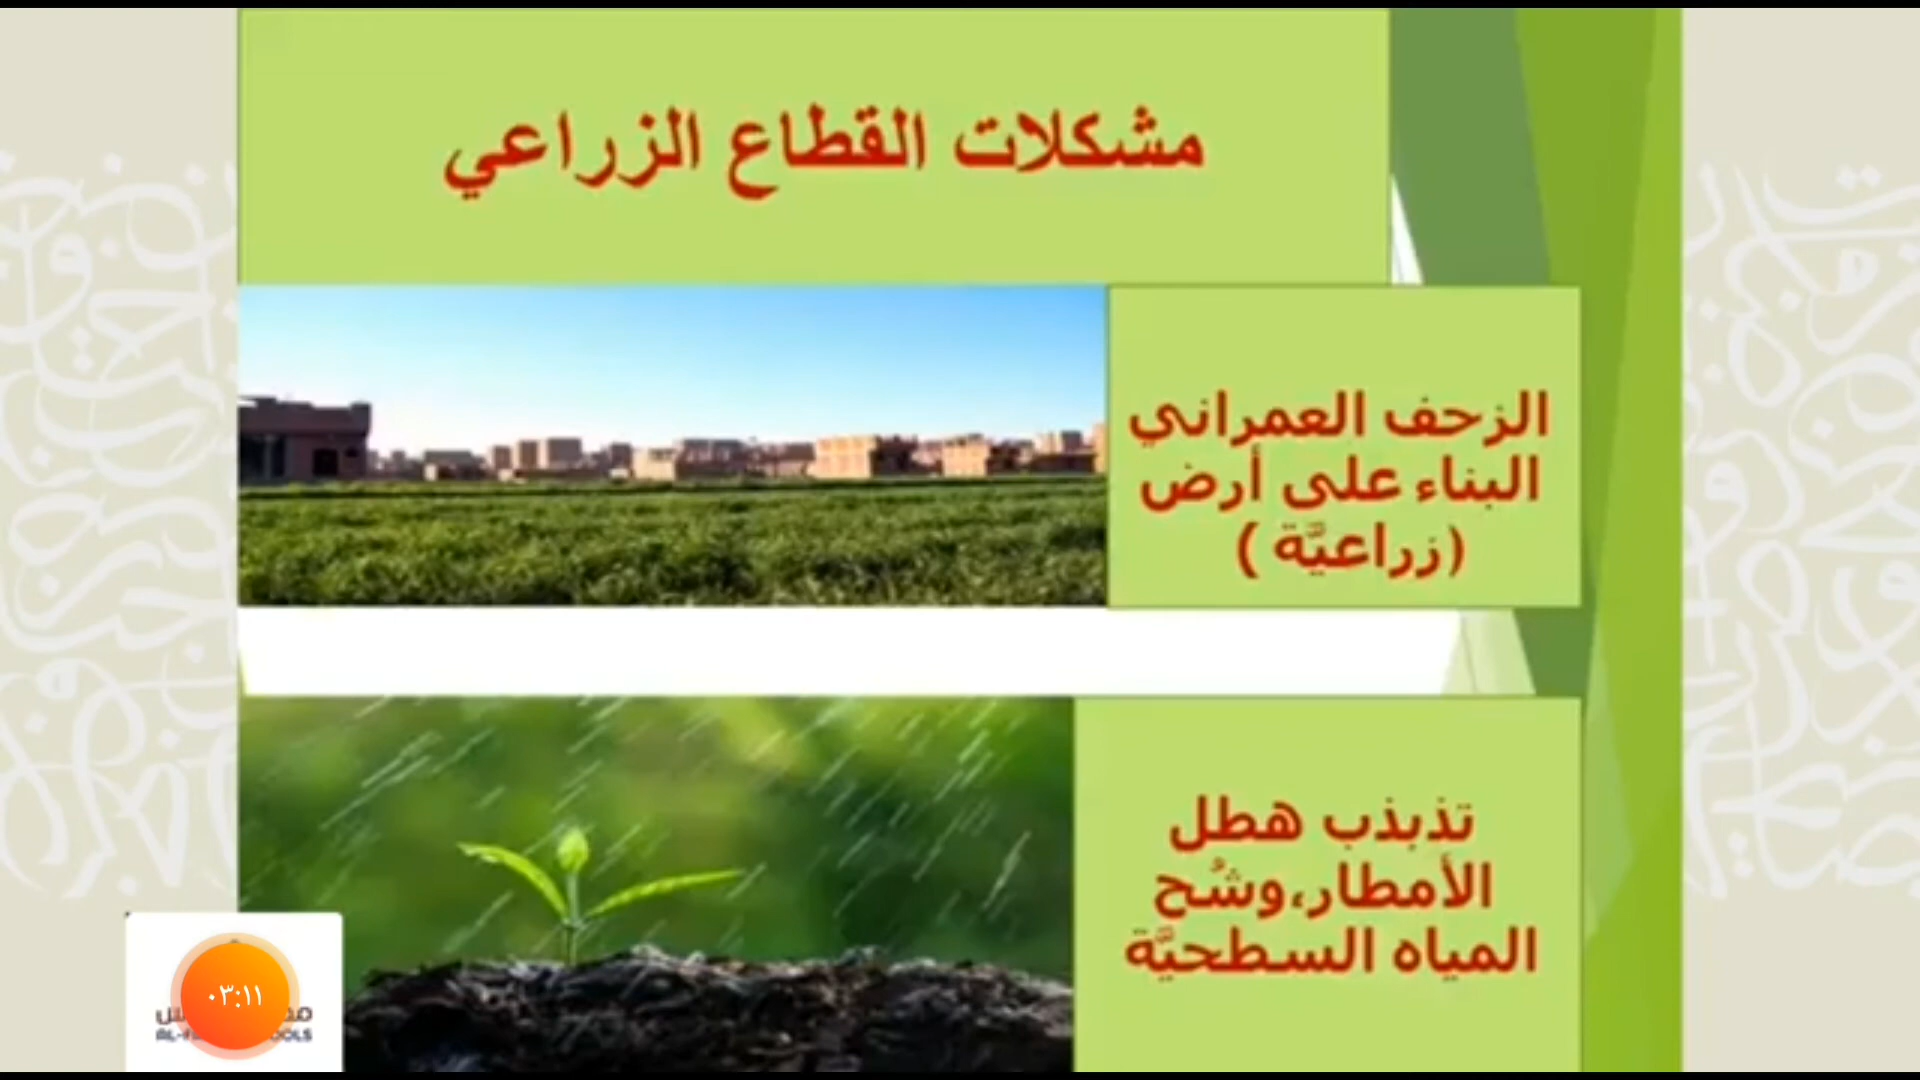 مشكلات القطاع الزراعي
الزحف العمراني
البناء على أرض
(زراعيَّة )
تذبذب هطل
الأمطار،وشُح
المياه السطحيَّة
٠٣:١١